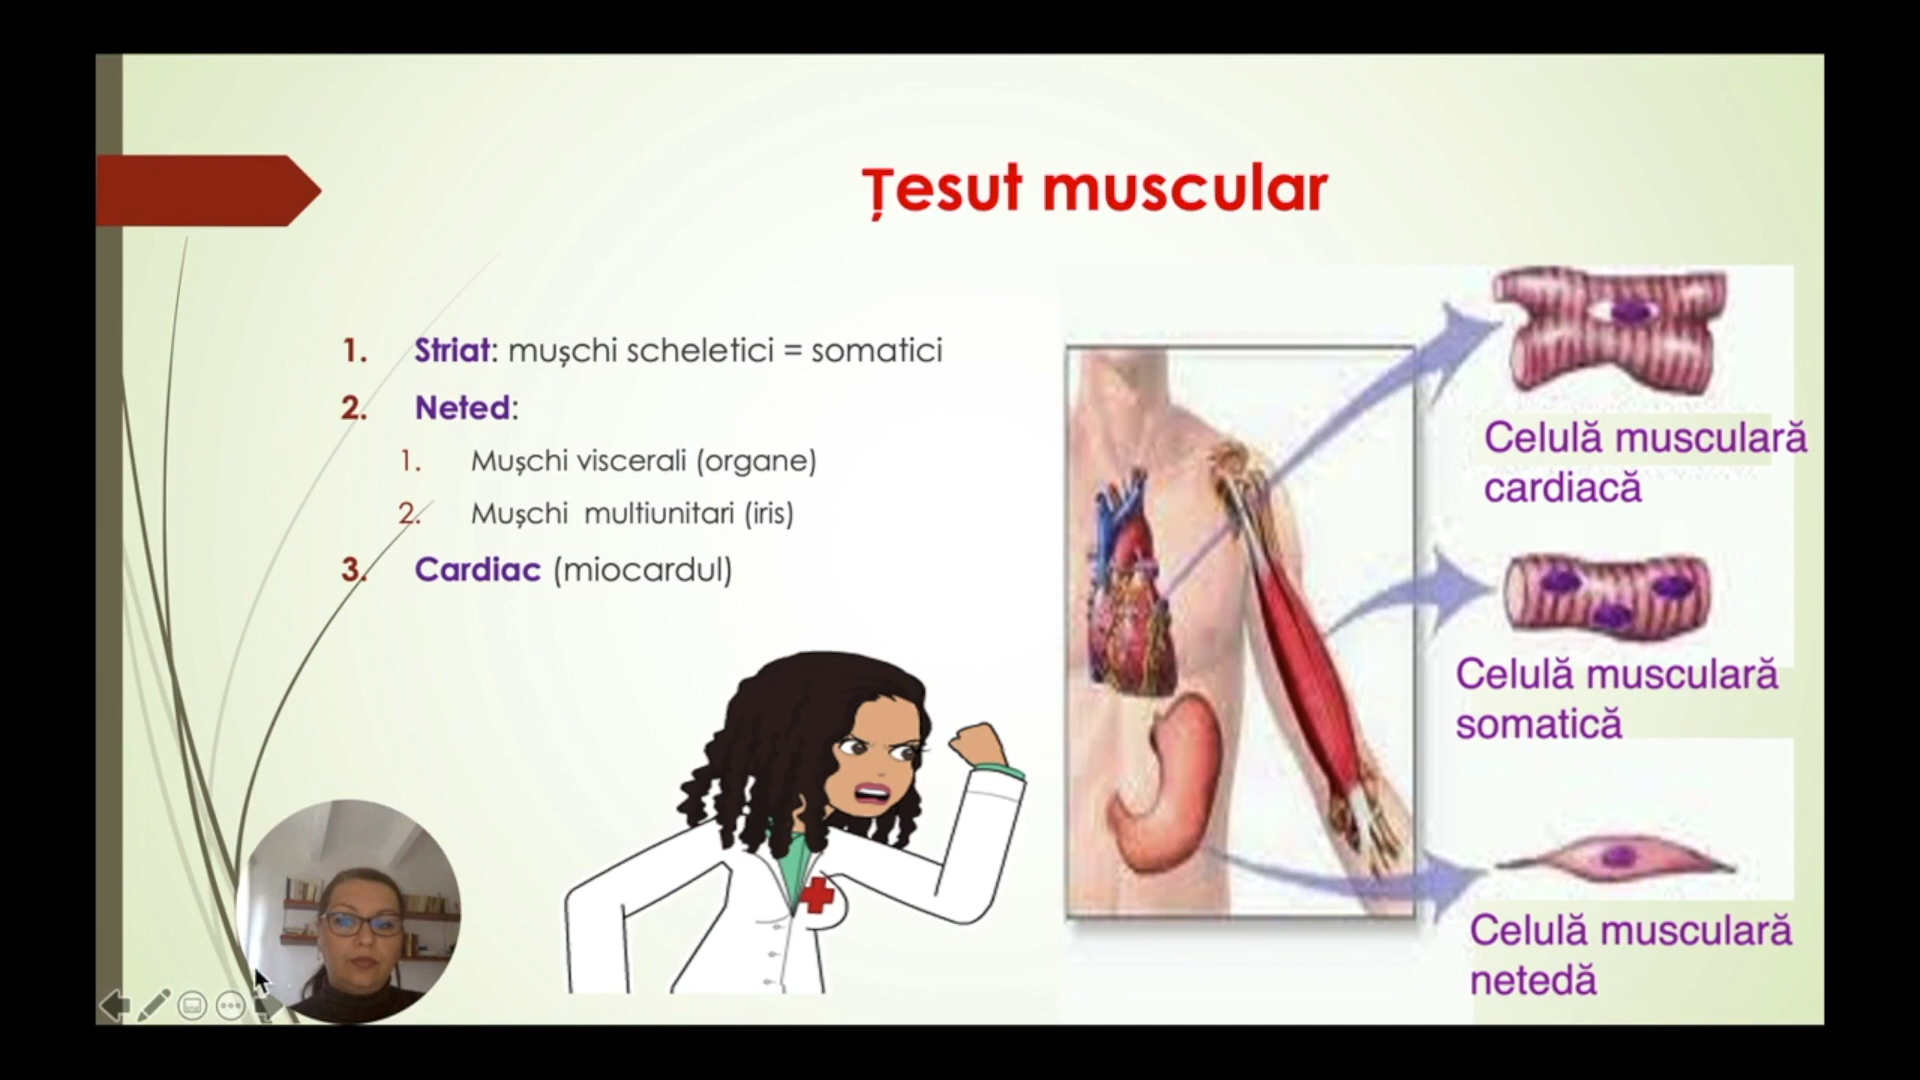 Țesut muscular
1. Striat: mușchi scheletici = somatici
2. Neted:
1. Mușchi viscerali (organe)
2. Mușchi multiunitari (iris)
3. Cardiac (miocardul)
Celulă musculară
cardiacă
Celulă musculară
somatică
Celulă musculară
netedă